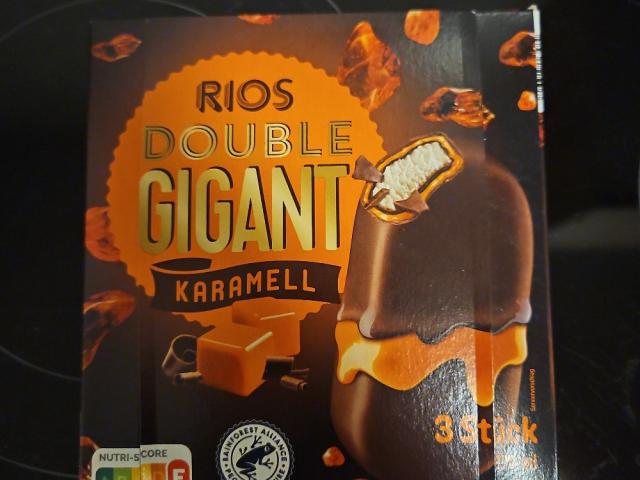 RIOS
DOUBLE
GIGANT
KARAMELL
3 Stück
NUTRI-SCORE
RAINFOREST ALLIANCE